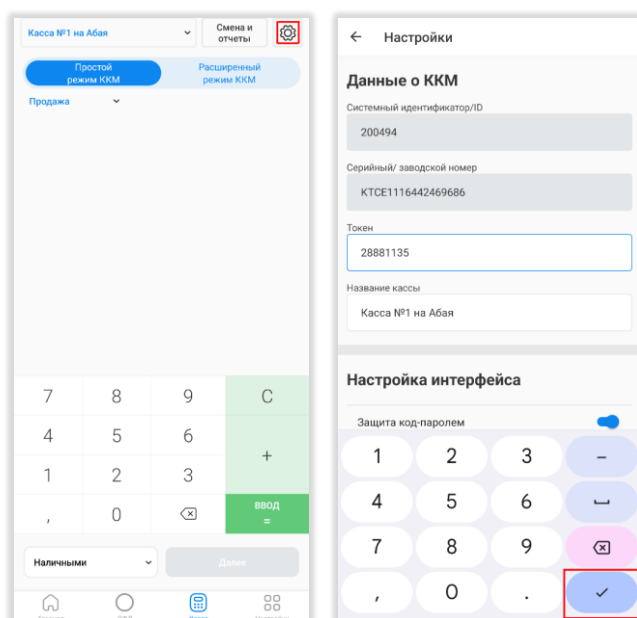 Касса №1 на Абая
Смена и
отчеты
Простой
режим ККМ
Расширенный
режим ККМ
Продажа
7 8 9 C
4 5 6
+
1 2 3
, 0
ВВОД
=
Наличными
Далее
Настройки
Данные о ККМ
Системный идентификатор/ID
200494
Серийный/ заводской номер
KTCE1116442469686
Токен
28881135
Название кассы
Касса №1 на Абая
Настройка интерфейса
Защита код-паролем
1 2 3 –
4 5 6
7 8 9
, 0 .